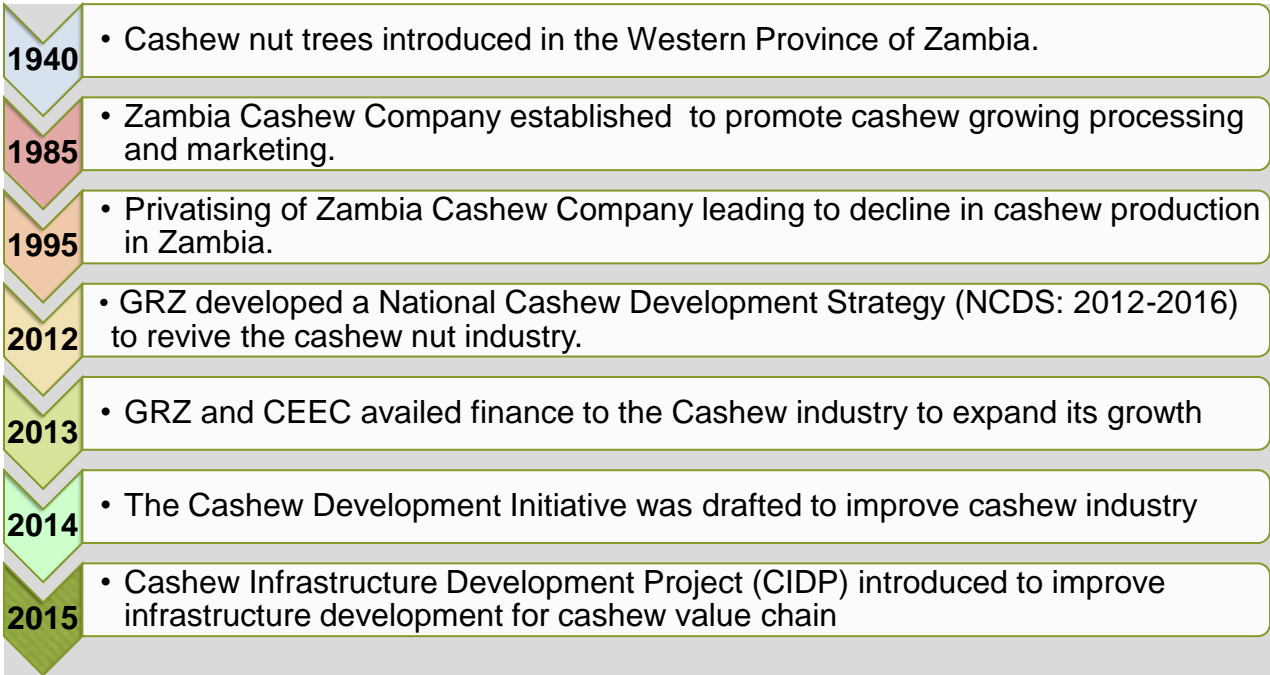 1940
• Cashew nut trees introduced in the Western Province of Zambia.
1985
• Zambia Cashew Company established  to promote cashew growing processing
and marketing.
1995
• Privatising of Zambia Cashew Company leading to decline in cashew production
in Zambia.
2012
• GRZ developed a National Cashew Development Strategy (NCDS: 2012-2016)
to revive the cashew nut industry.
2013
• GRZ and CEEC availed finance to the Cashew industry to expand its growth
2014
• The Cashew Development Initiative was drafted to improve cashew industry
2015
• Cashew Infrastructure Development Project (CIDP) introduced to improve
infrastructure development for cashew value chain